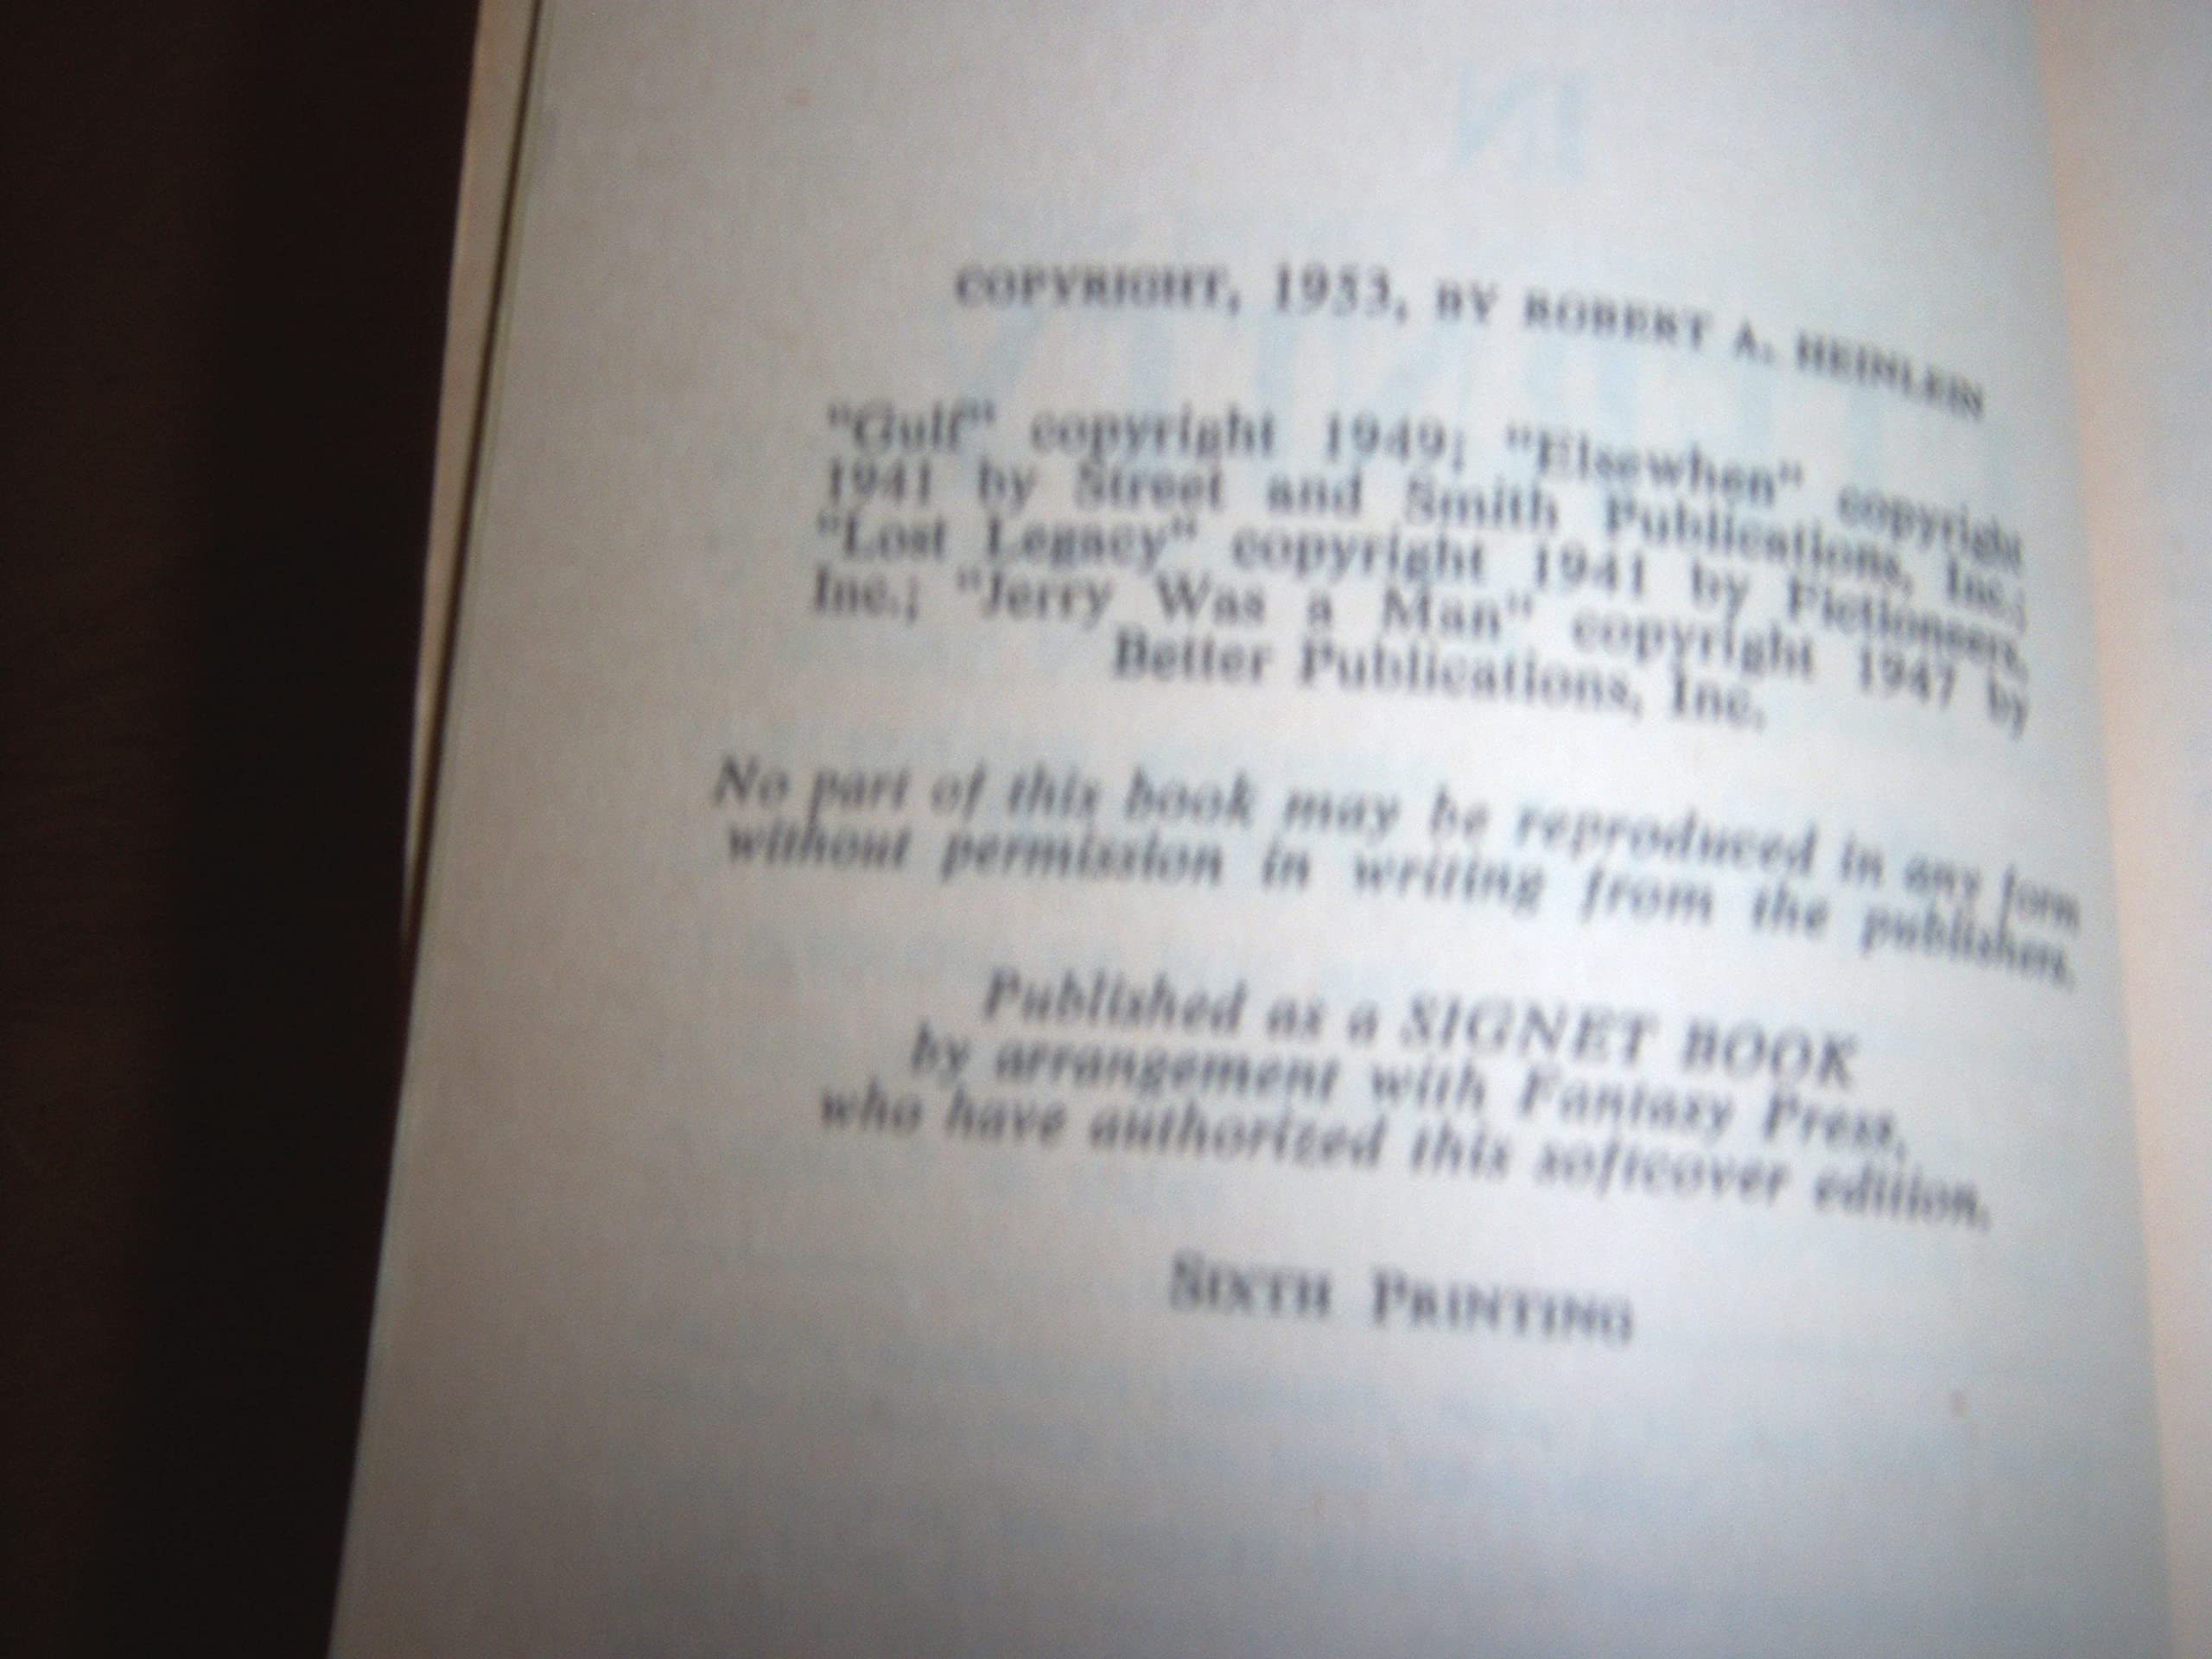 COPYRIGHT, 1953, BY ROBERT A. HEINLEIN
"Gulf" copyright 1949; "Elsewhen" copyright
1941 by Street and Smith Publications, Inc.;
"Lost Legacy" copyright 1941 by Fictioneers,
Inc.; "Jerry Was a Man" copyright 1947 by
Better Publications, Inc.
No part of this book may be reproduced in any form
without permission in writing from the publishers.
Published as a SIGNET BOOK
by arrangement with Fantasy Press,
who have authorized this softcover edition.
SIXTH PRINTING